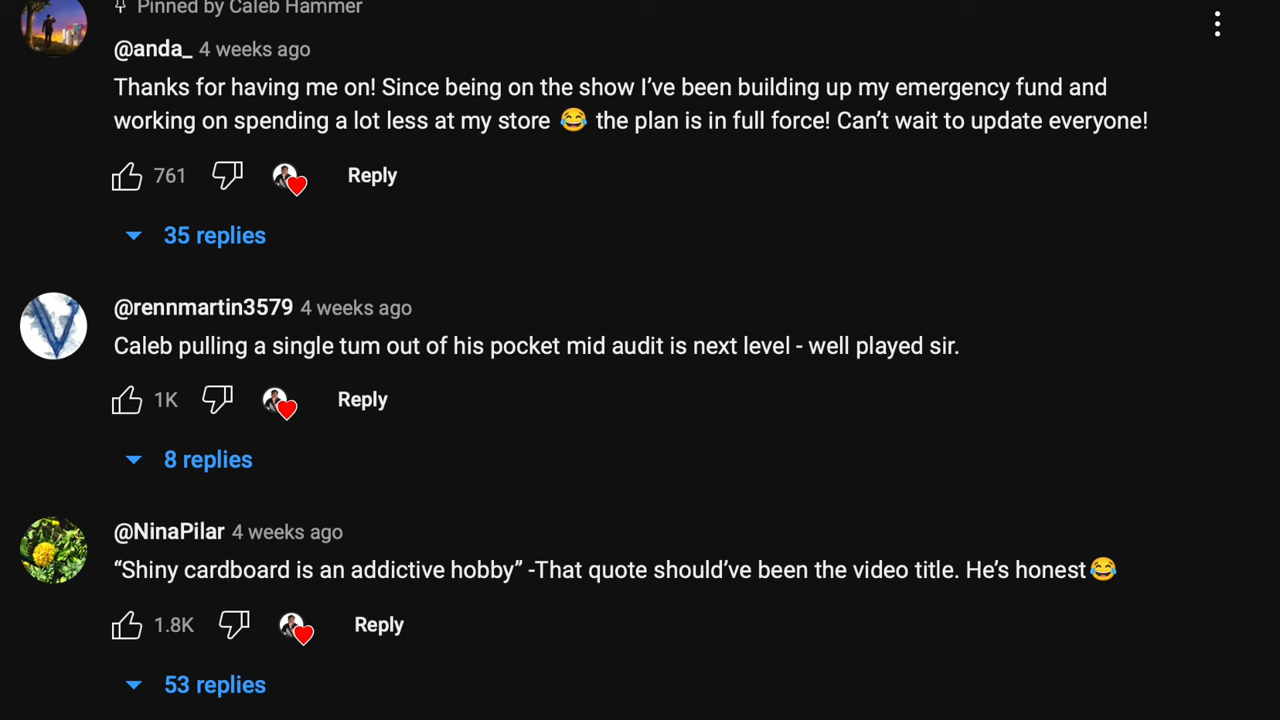 Pinned by Caleb Hammer
@anda_ 4 weeks ago
Thanks for having me on! Since being on the show I’ve been building up my emergency fund and
working on spending a lot less at my store 😂 the plan is in full force! Can’t wait to update everyone!
761 Reply
35 replies
@rennmartin3579 4 weeks ago
Caleb pulling a single tum out of his pocket mid audit is next level - well played sir.
1K Reply
8 replies
@NinaPilar 4 weeks ago
“Shiny cardboard is an addictive hobby” -That quote should’ve been the video title. He’s honest😂
1.8K Reply
53 replies